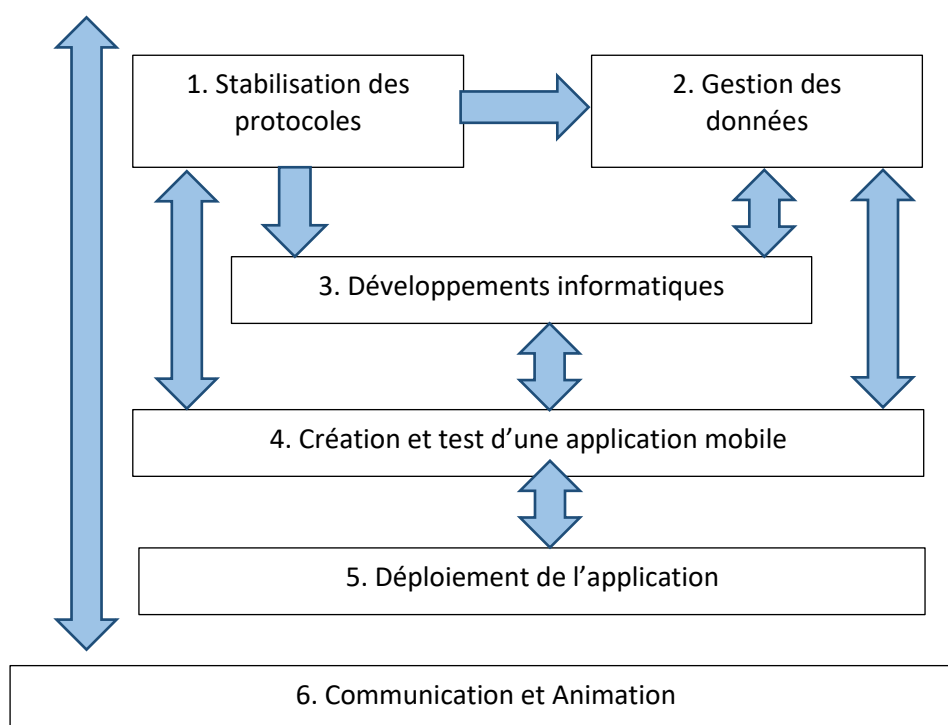 1. Stabilisation des
protocoles
2. Gestion des
données
3. Développements informatiques
4. Création et test d’une application mobile
5. Déploiement de l’application
6. Communication et Animation